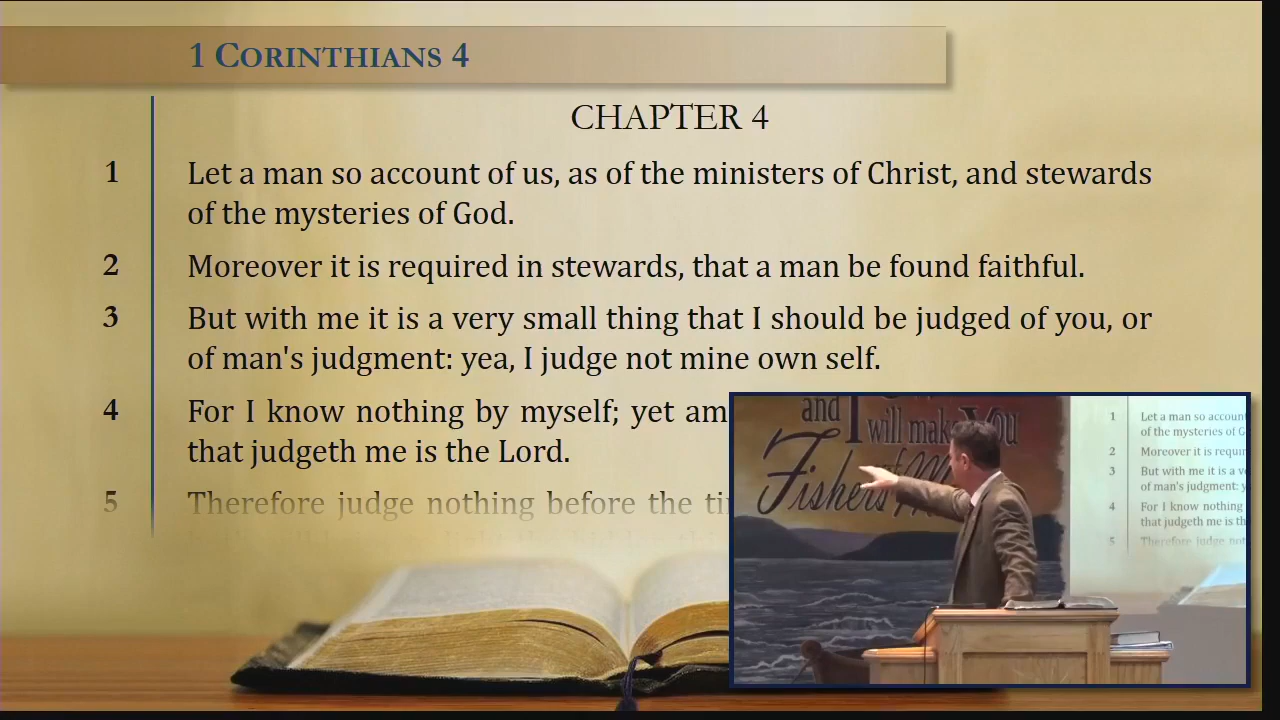 1 CORINTHIANS 4
CHAPTER 4
1 Let a man so account of us, as of the ministers of Christ, and stewards
of the mysteries of God.
2 Moreover it is required in stewards, that a man be found faithful.
3 But with me it is a very small thing that I should be judged of you, or
of man's judgment: yea, I judge not mine own self.
4 For I know nothing by myself; yet am
that judgeth me is the Lord.
5 Therefore judge nothing before the
and I
will make You
Fishers of
1 Let a man so account
of the mysteries of
2 Moreover it is
3 But with me it is a
of man's judgment:
4 For I know nothing
that judgeth me is
5 Therefore judge